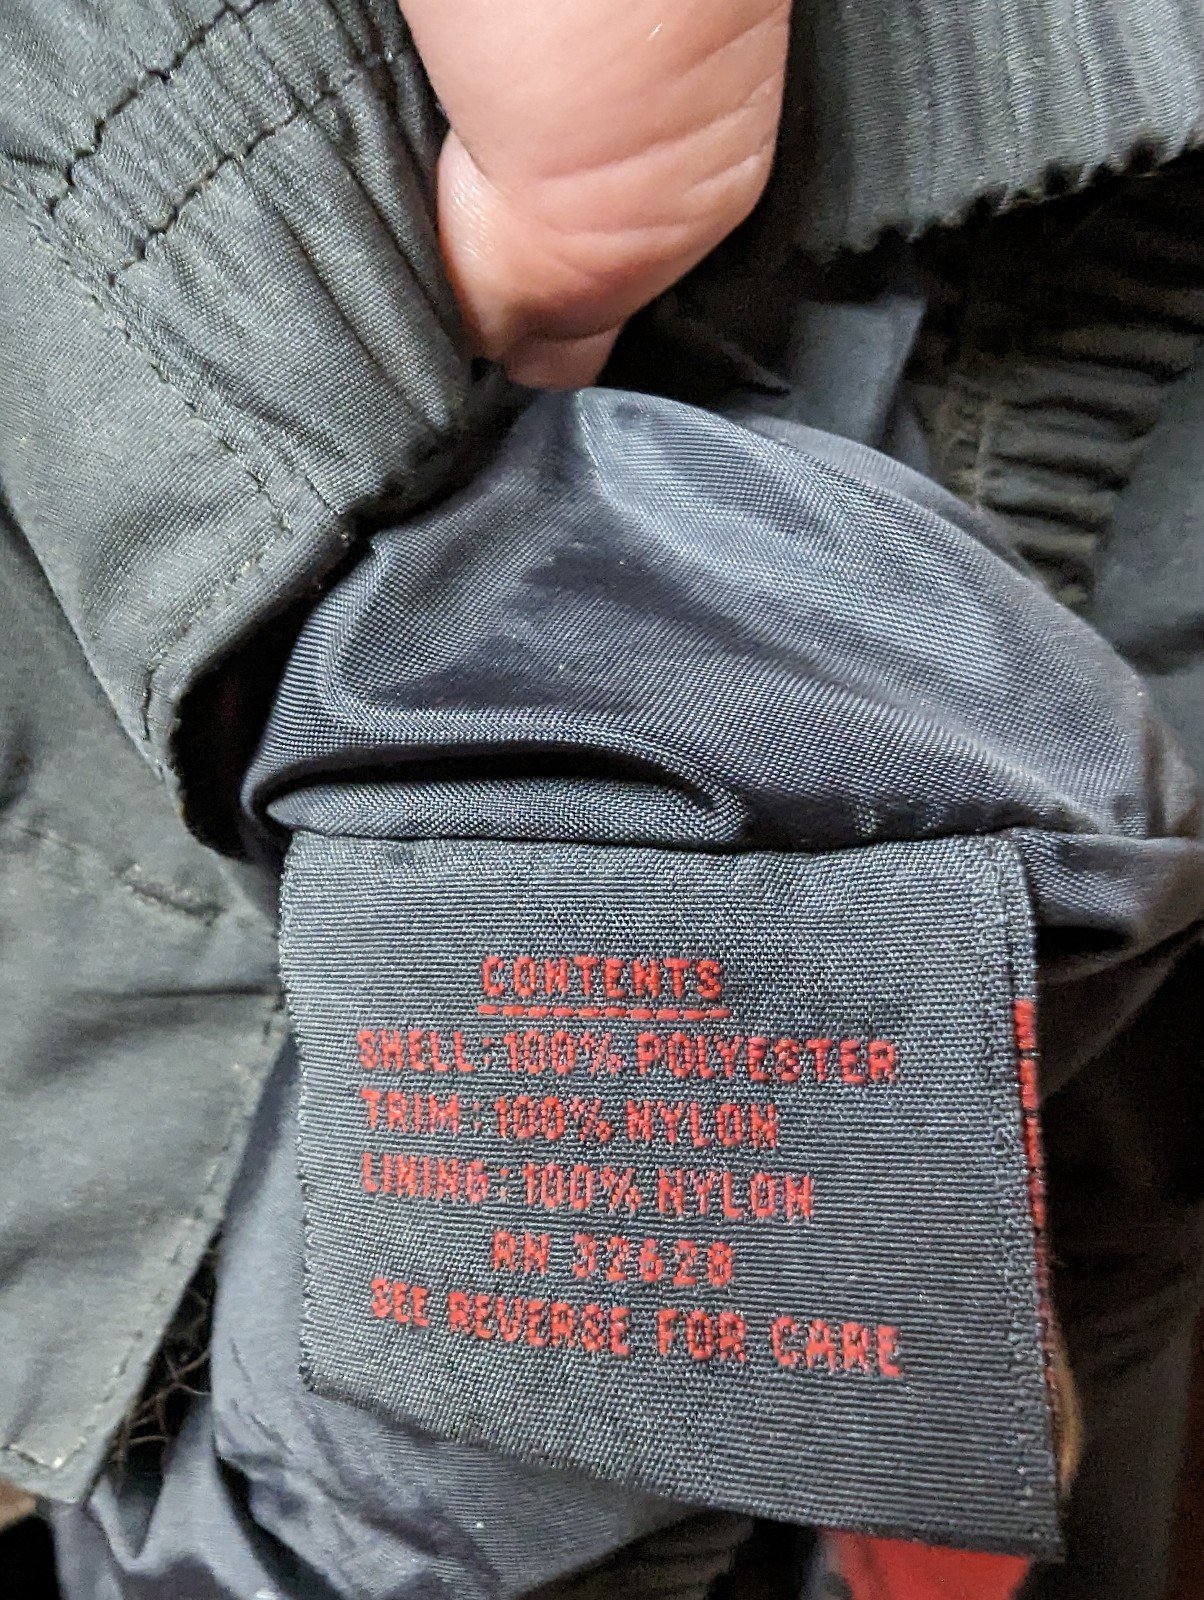 CONTENTS
SHELL: 100% POLYESTER
TRIM: 100% NYLON
LINING: 100% NYLON
RN 32628
SEE REVERSE FOR CARE